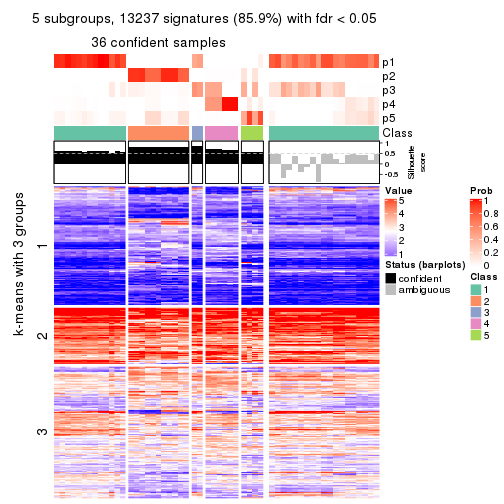 5 subgroups, 13237 signatures (85.9%) with fdr < 0.05
36 confident samples
p1
p2
p3
p4
p5
Class
1
0.5
0
-0.5
Silhouette
score
k-means with 3 groups
1
2
3
Value
5
4
3
2
1
Status (barplots)
confident
ambiguous
Prob
1
0.8
0.6
0.4
0.2
0
Class
1
2
3
4
5